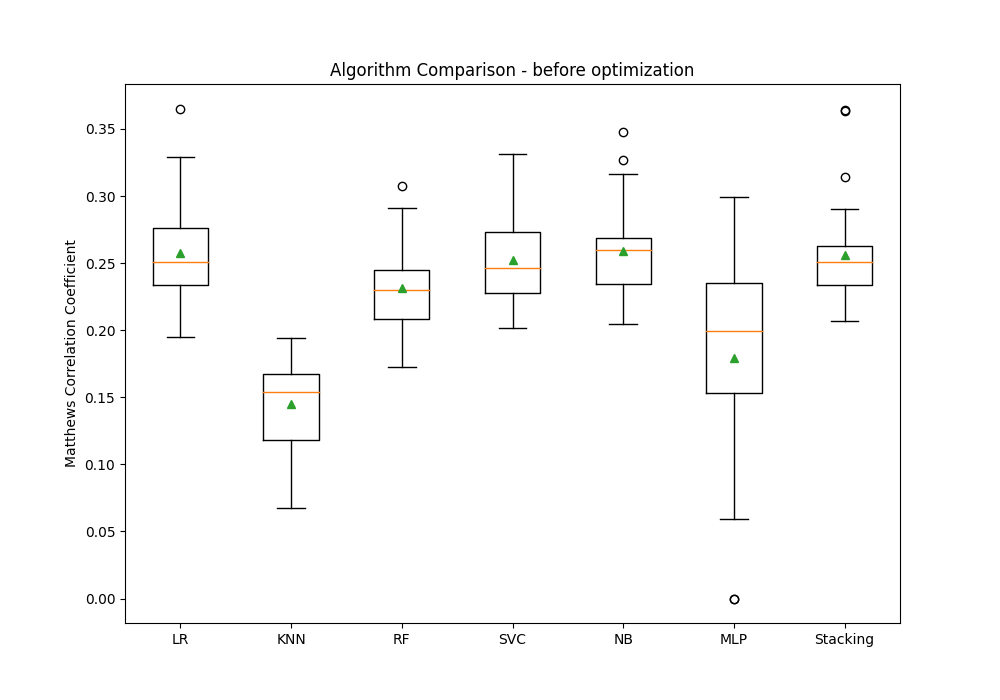 Algorithm Comparison - before optimization
Matthews Correlation Coefficient
0.35
0.30
0.25
0.20
0.15
0.10
0.05
0.00
LR KNN RF SVC NB MLP Stacking